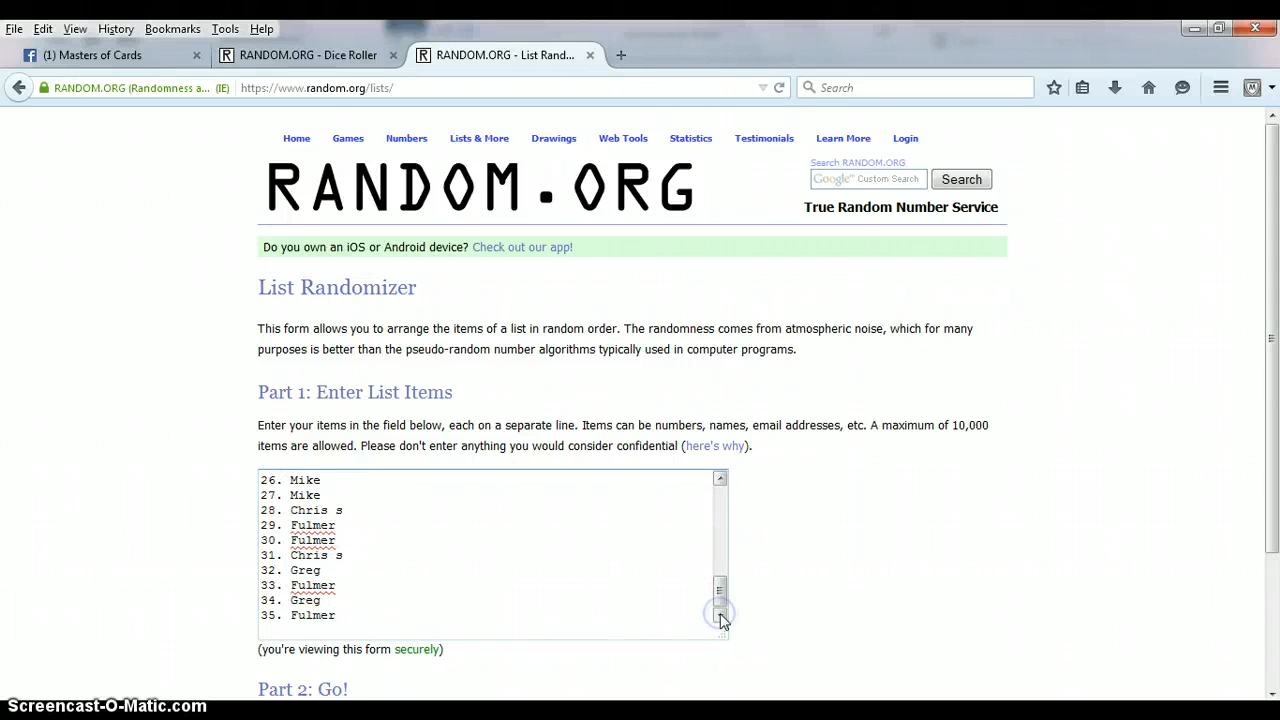 File Edit View History Bookmarks Tools Help
(1) Masters of Cards RANDOM.ORG - Dice Roller RANDOM.ORG - List Rand...
RANDOM.ORG (Randomness a... (IE) https://www.random.org/lists/ Search
Home Games Numbers Lists & More Drawings Web Tools Statistics Testimonials Learn More Login
RANDOM.ORG
Search RANDOM.ORG
Google™ Custom Search Search
True Random Number Service
Do you own an iOS or Android device? Check out our app!
List Randomizer
This form allows you to arrange the items of a list in random order. The randomness comes from atmospheric noise, which for many
purposes is better than the pseudo-random number algorithms typically used in computer programs.
Part 1: Enter List Items
Enter your items in the field below, each on a separate line. Items can be numbers, names, email addresses, etc. A maximum of 10,000
items are allowed. Please don't enter anything you would consider confidential (here's why).
26. Mike
27. Mike
28. Chris s
29. Fulmer
30. Fulmer
31. Chris s
32. Greg
33. Fulmer
34. Greg
35. Fulmer
(you're viewing this form securely)
Part 2: Go!
Screencast-O-Matic.com